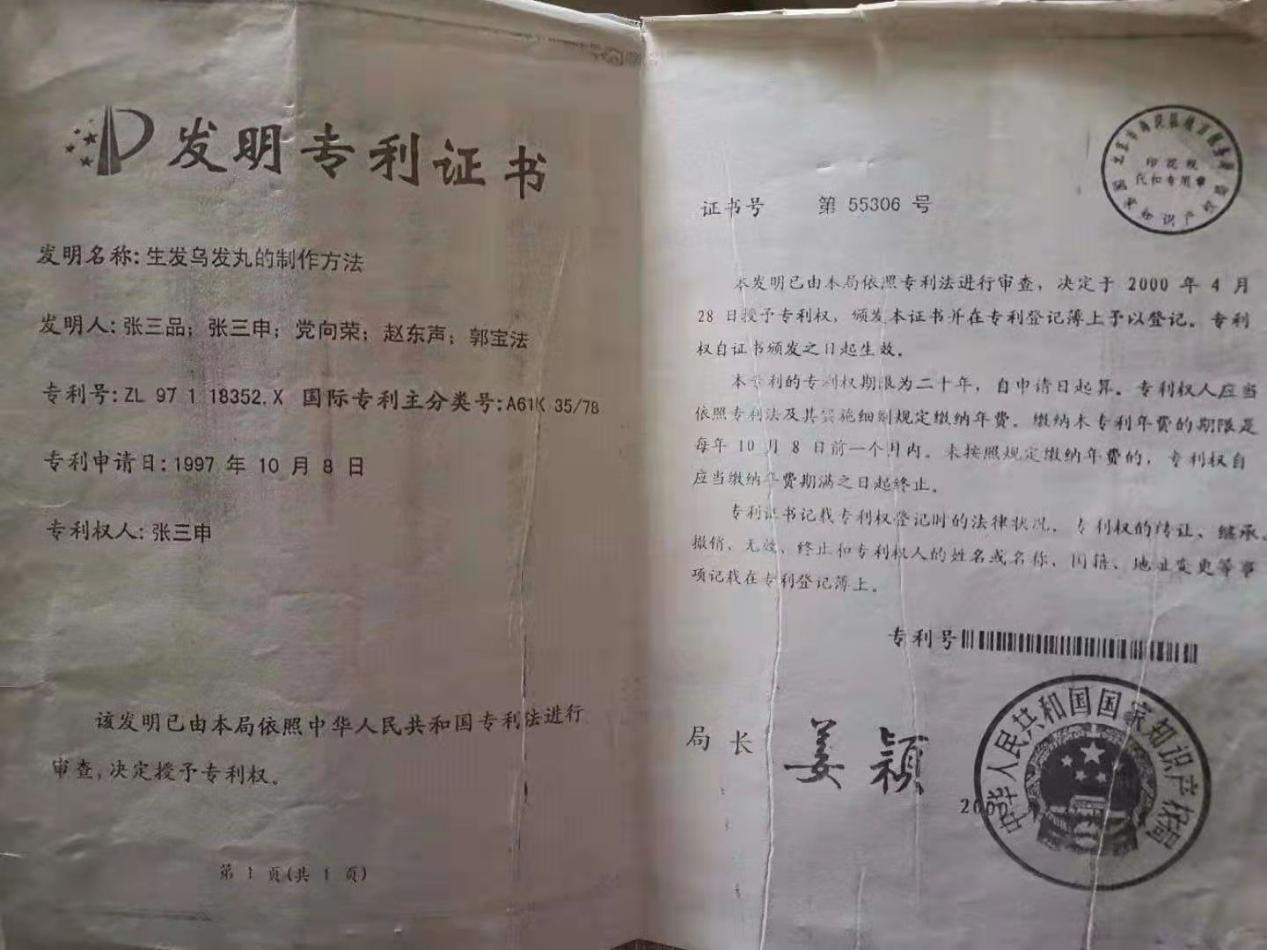 发明专利证书
发明名称:生发乌发丸的制作方法
发明人:张三品;张三申;党向荣;赵东声;郭宝法
专利号:ZL 97 1 18352.X 国际专利主分类号:A61K 35/78
专利申请日:1997 年 10 月 8 日
专利权人:张三申
该发明已由本局依照中华人民共和国专利法进行
审查,决定授予专利权。
第 1 页(共 1 页)
印花税
代扣专用章
国家知识产权局
证书号 第 55306 号
本发明已由本局依照专利法进行审查，决定于 2000 年 4 月
28 日授予专利权，颁发本证书并在专利登记薄上予以登记。专利
权自证书颁发之日起生效。
本专利的专利权期限为二十年，自申请日起算。专利权人应当
依照专利法及其实施细则规定缴纳年费。缴纳本专利年费的期限是
每年 10 月 8 日前一个月内。未按照规定缴纳年费的，专利权自
应当缴纳年费期满之日起终止。
专利证书记载专利权登记时的法律状况。专利权的转让、继承、
撤销、无效、终止和专利权人的姓名或名称、国籍、地址变更等事
项记载在专利登记薄上。
专利号
局长 姜颖
中华人民共和国国家知识产权局